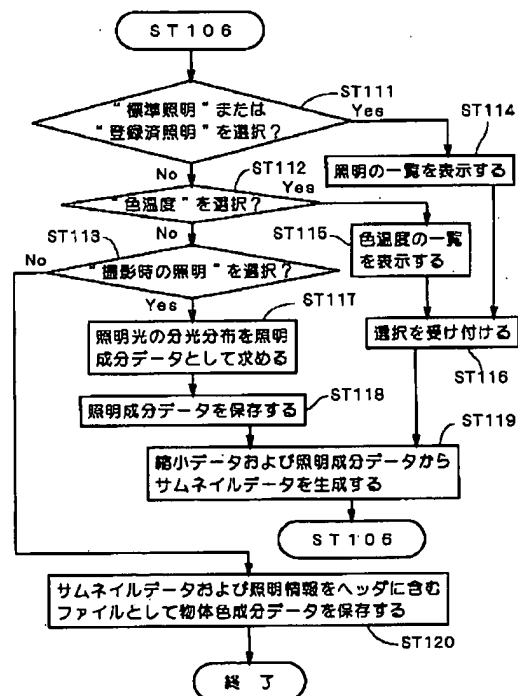 ST106
ST111
"標準照明"または
"登録済照明"を選択?
Yes
ST114
照明の一覧を表示する
No
ST112
Yes
"色温度"を選択?
ST113
No
ST115
色温度の一覧
を表示する
No
"撮影時の照明"を選択?
Yes
ST117
照明光の分光分布を照明
成分データとして求める
選択を受け付ける
ST116
ST118
照明成分データを保存する
ST119
縮小データおよび照明成分データから
サムネイルデータを生成する
ST106
サムネイルデータおよび照明情報をヘッダに含む
ファイルとして物体色成分データを保存する
ST120
終了